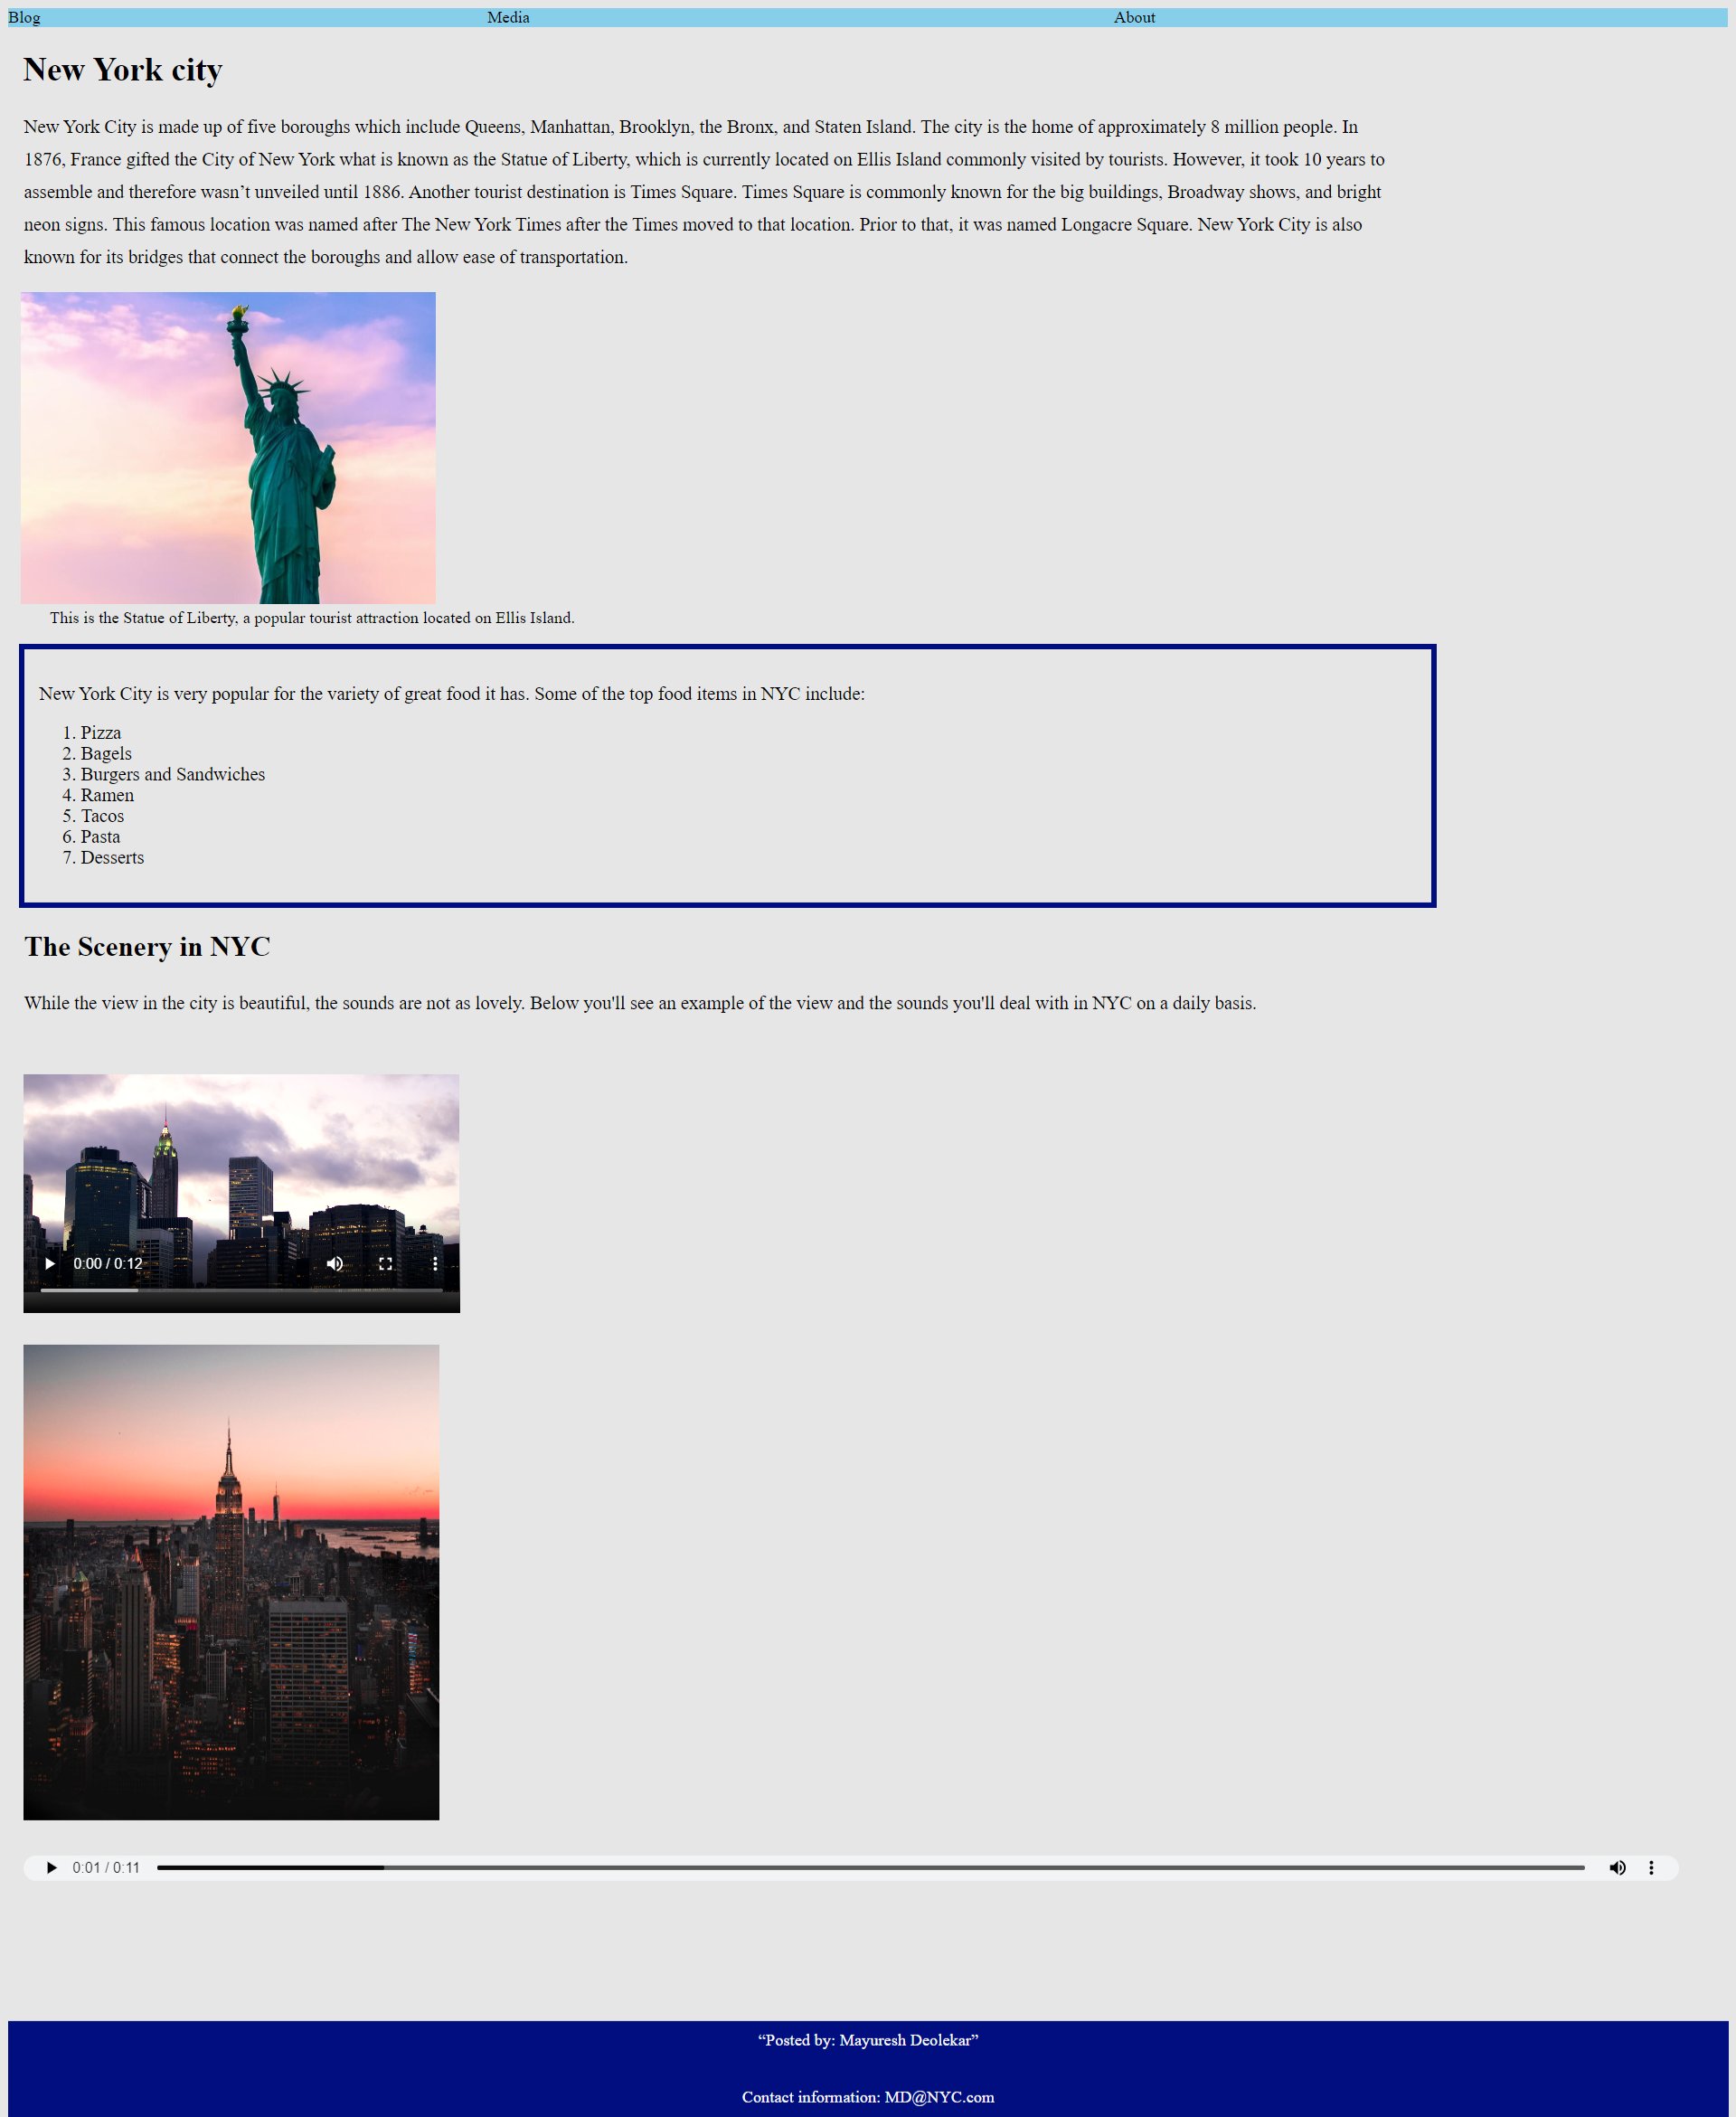 Blog Media About
New York city
New York City is made up of five boroughs which include Queens, Manhattan, Brooklyn, the Bronx, and Staten Island. The city is the home of approximately 8 million people. In
1876, France gifted the City of New York what is known as the Statue of Liberty, which is currently located on Ellis Island commonly visited by tourists. However, it took 10 years to
assemble and therefore wasn’t unveiled until 1886. Another tourist destination is Times Square. Times Square is commonly known for the big buildings, Broadway shows, and bright
neon signs. This famous location was named after The New York Times after the Times moved to that location. Prior to that, it was named Longacre Square. New York City is also
known for its bridges that connect the boroughs and allow ease of transportation.
This is the Statue of Liberty, a popular tourist attraction located on Ellis Island.
New York City is very popular for the variety of great food it has. Some of the top food items in NYC include:
1. Pizza
2. Bagels
3. Burgers and Sandwiches
4. Ramen
5. Tacos
6. Pasta
7. Desserts
The Scenery in NYC
While the view in the city is beautiful, the sounds are not as lovely. Below you'll see an example of the view and the sounds you'll deal with in NYC on a daily basis.
0:00 / 0:12
0:01 / 0:11
“Posted by: Mayuresh Deolekar”
Contact information: MD@NYC.com